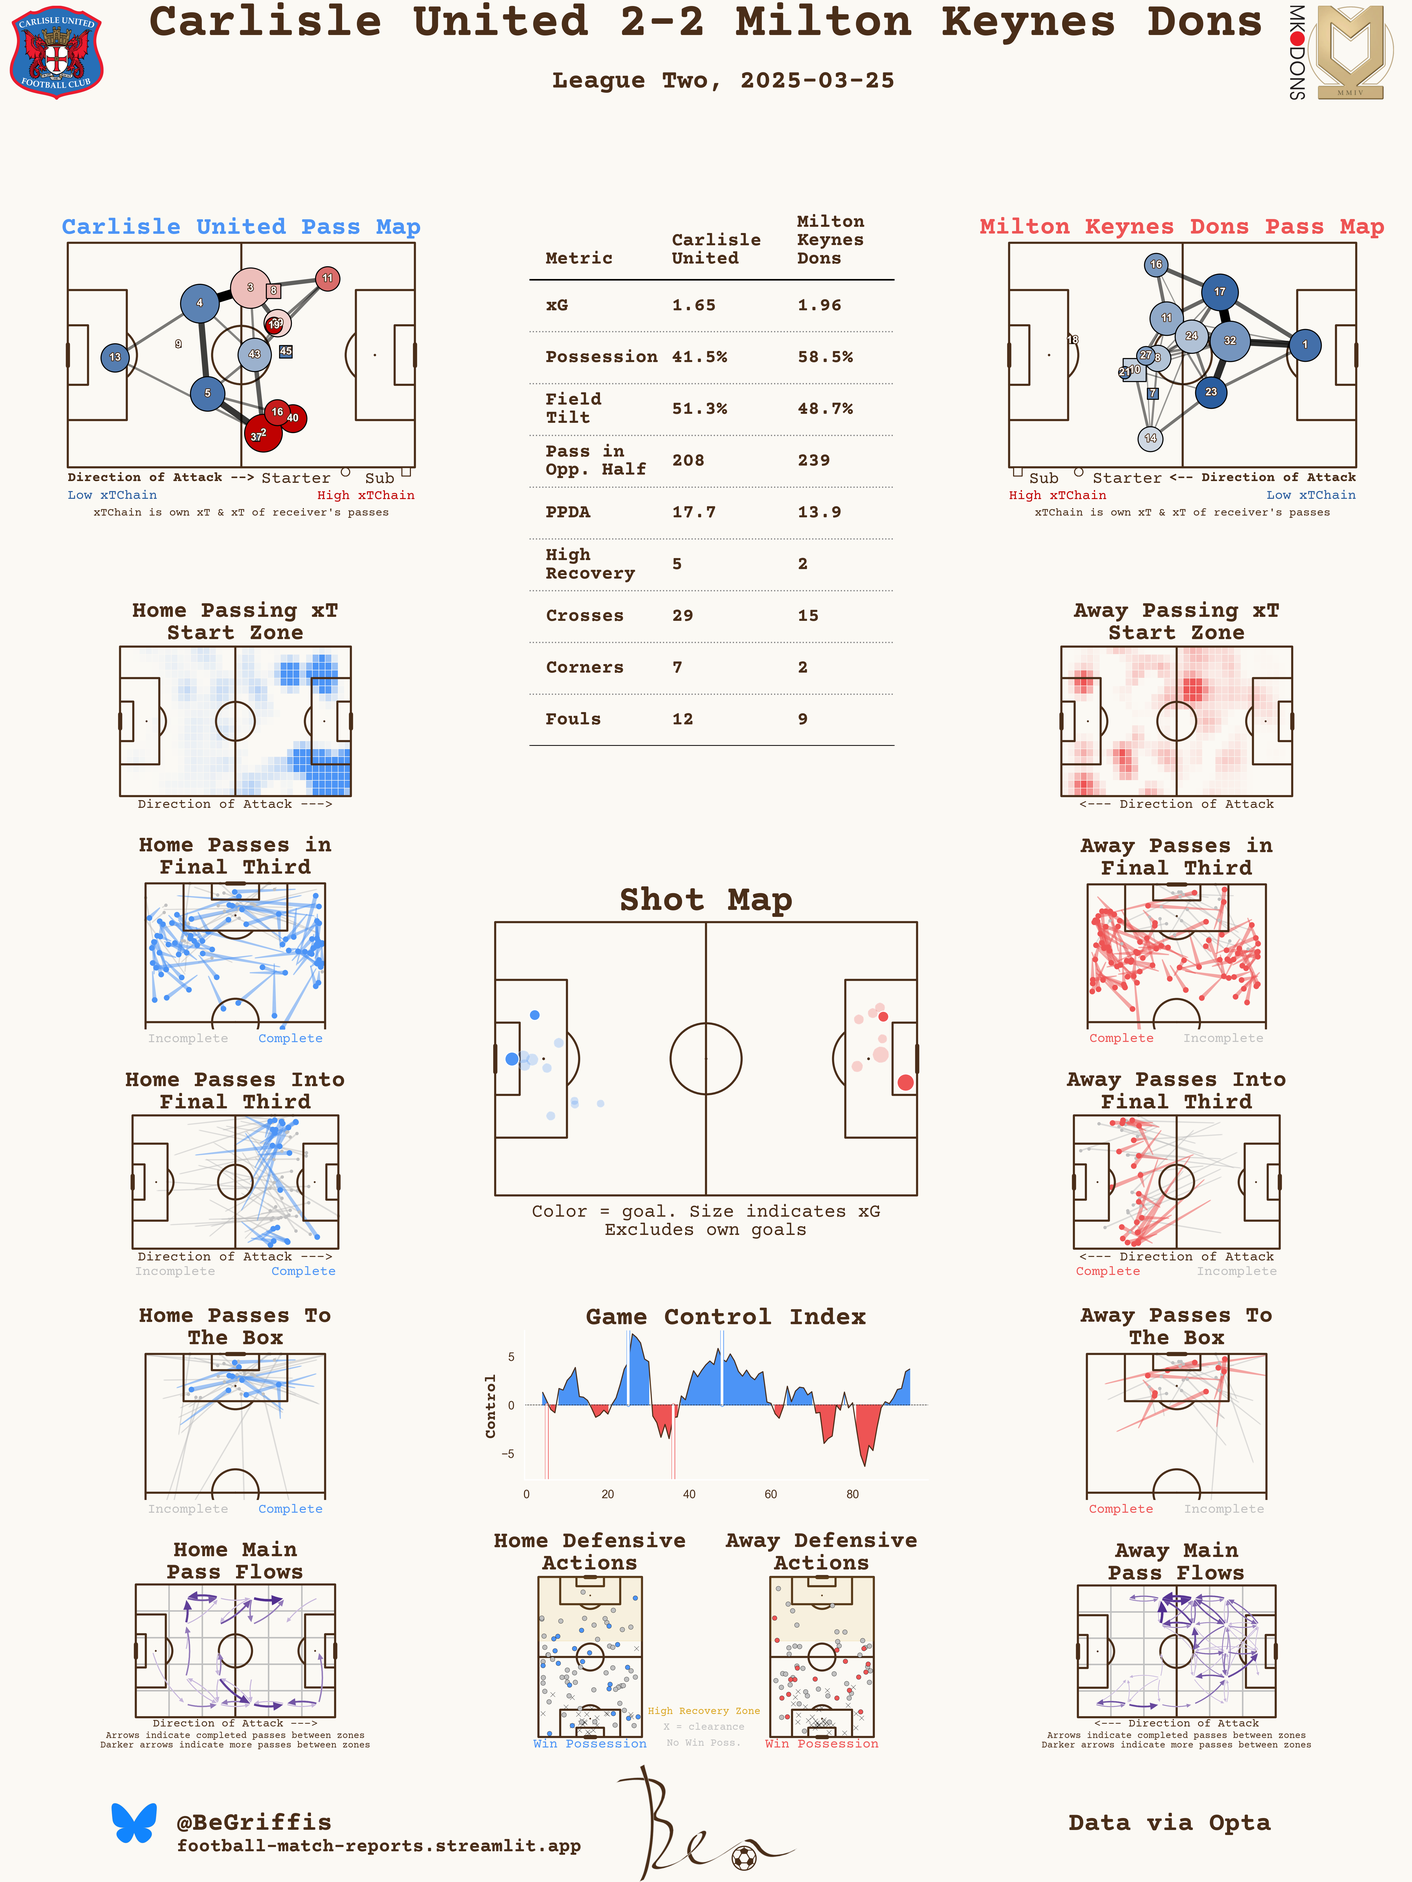 Carlisle United 2-2 Milton Keynes Dons
League Two, 2025-03-25
CARLISLE UNITED
FOOTBALL CLUB
MK DONS
MMIV
Carlisle United Pass Map
3
8
11
4
19
9
13
43
45
5
16
40
37
2
Direction of Attack --> Starter Sub
Low xTChain
High xTChain
xTChain is own xT & xT of receiver's passes
Metric Carlisle United Milton Keynes Dons
xG 1.65 1.96
Possession 41.5% 58.5%
Field Tilt 51.3% 48.7%
Pass in Opp. Half 208 239
PPDA 17.7 13.9
High Recovery 5 2
Crosses 29 15
Corners 7 2
Fouls 12 9
Milton Keynes Dons Pass Map
16
17
11
24
32
1
18
27
8
21
10
7
23
14
Sub Starter <-- Direction of Attack
High xTChain
Low xTChain
xTChain is own xT & xT of receiver's passes
Home Passing xT
Start Zone
Direction of Attack --->
Away Passing xT
Start Zone
<--- Direction of Attack
Home Passes in
Final Third
Incomplete Complete
Away Passes in
Final Third
Complete Incomplete
Shot Map
Color = goal. Size indicates xG
Excludes own goals
Home Passes Into
Final Third
Direction of Attack --->
Incomplete Complete
Away Passes Into
Final Third
<--- Direction of Attack
Complete Incomplete
Home Passes To
The Box
Incomplete Complete
Game Control Index
Control
5
0
−5
0 20 40 60 80
Away Passes To
The Box
Complete Incomplete
Home Main
Pass Flows
Direction of Attack --->
Arrows indicate completed passes between zones
Darker arrows indicate more passes between zones
Home Defensive
Actions
Win Possession
High Recovery Zone
X = clearance
No Win Poss.
Away Defensive
Actions
Win Possession
Away Main
Pass Flows
<--- Direction of Attack
Arrows indicate completed passes between zones
Darker arrows indicate more passes between zones
@BeGriffis
football-match-reports.streamlit.app
Ben
Data via Opta